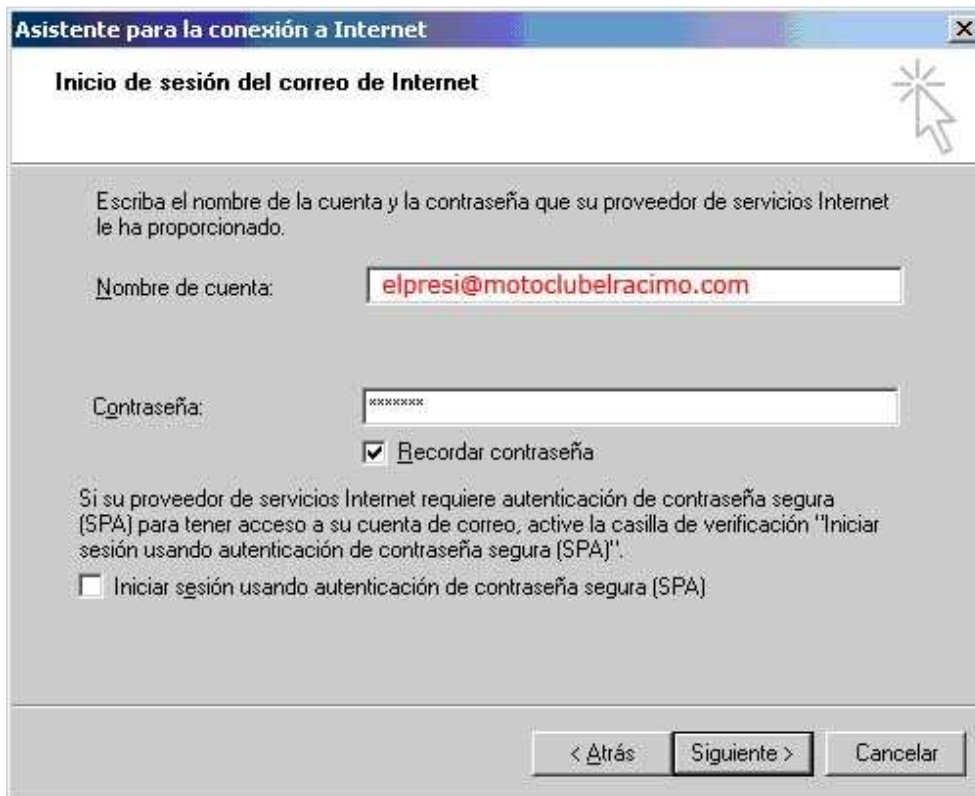 Asistente para la conexión a Internet
Inicio de sesión del correo de Internet
Escriba el nombre de la cuenta y la contraseña que su proveedor de servicios Internet
le ha proporcionado.
Nombre de cuenta: elpresi@motoclubelracimo.com
Contraseña: *******
Recordar contraseña
Si su proveedor de servicios Internet requiere autenticación de contraseña segura
(SPA) para tener acceso a su cuenta de correo, active la casilla de verificación "Iniciar
sesión usando autenticación de contraseña segura (SPA)".
Iniciar sesión usando autenticación de contraseña segura (SPA)
< Atrás Siguiente > Cancelar